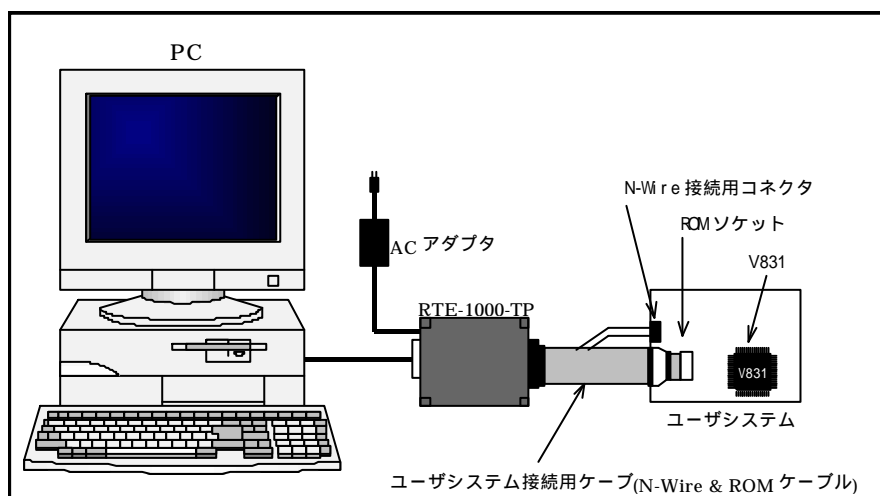 PC
N-Wire 接続用コネクタ
ROM ソケット
V831
AC アダプタ
RTE-1000-TP
V831
ユーザシステム
ユーザシステム接続用ケーブ(N-Wire & ROM ケーブル)